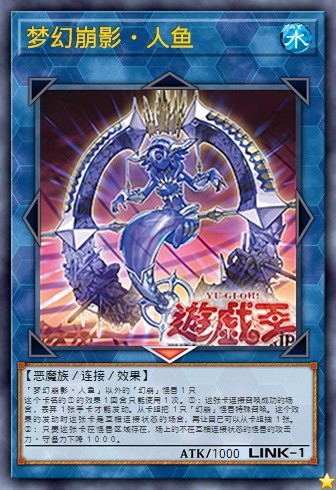 梦幻崩影・人鱼
水
YU-GI-OH!
遊戯王
.JP
【恶魔族/连接/效果】
「梦幻崩影・人鱼」以外的「幻崩」怪兽1只
这个卡名的①的效果1回合只能使用1次。①：这张卡连接召唤成功的场
合，丢弃1张手卡才能发动。从卡组把1只「幻崩」怪兽特殊召唤。这个效
果的发动时这张卡是互相连接状态的场合，再让自己可以从卡组抽1张。
②：只要这张卡在怪兽区域存在，场上的不在互相连接状态的怪兽的攻击
力・守备力下降1000。
ATK/1000 LINK-1